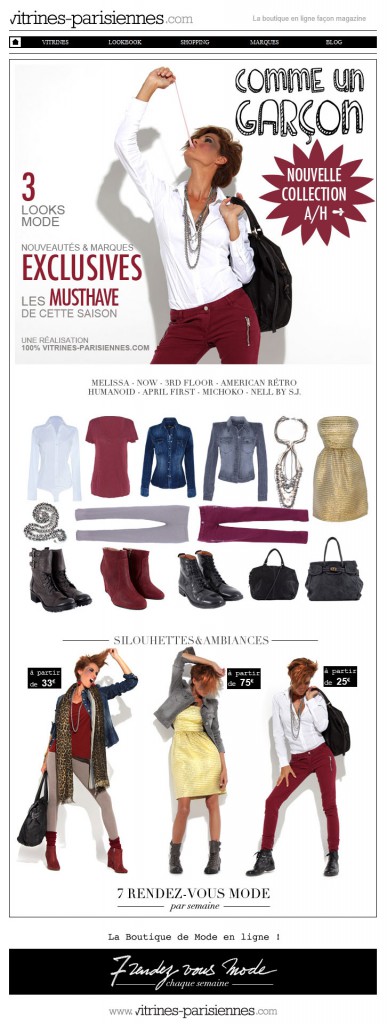 vitrines-parisiennes.com
La boutique en ligne façon magazine
VITRINES LOOKBOOK SHOPPING MARQUES BLOG
COMME UN
GARÇON
NOUVELLE
COLLECTION
A/H →
3
LOOKS
MODE
NOUVEAUTÉS & MARQUES
EXCLUSIVES
LES MUSTHAVE
DE CETTE SAISON
UNE RÉALISATION
100% VITRINES-PARISIENNES.COM
MELISSA - NOW - 3RD FLOOR - AMERICAN RÉTRO
HUMANOID - APRIL FIRST - MICHOKO - NELL BY S.J.
SILOUHETTES&AMBIANCES
à partir
de 33€
à partir
de 75€
à partir
de 25€
7 RENDEZ-VOUS MODE
par semaine
La Boutique de Mode en ligne !
7 rendez vous Mode
chaque semaine
www.vitrines-parisiennes.com